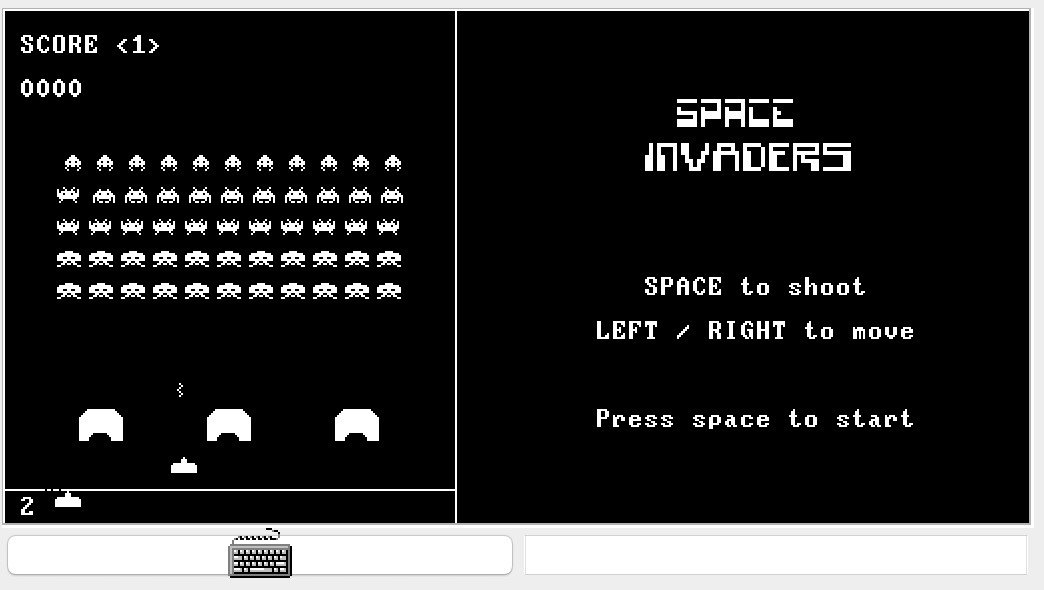 SCORE <1>
0000
SPACE
INVADERS
SPACE to shoot
LEFT / RIGHT to move
Press space to start
2